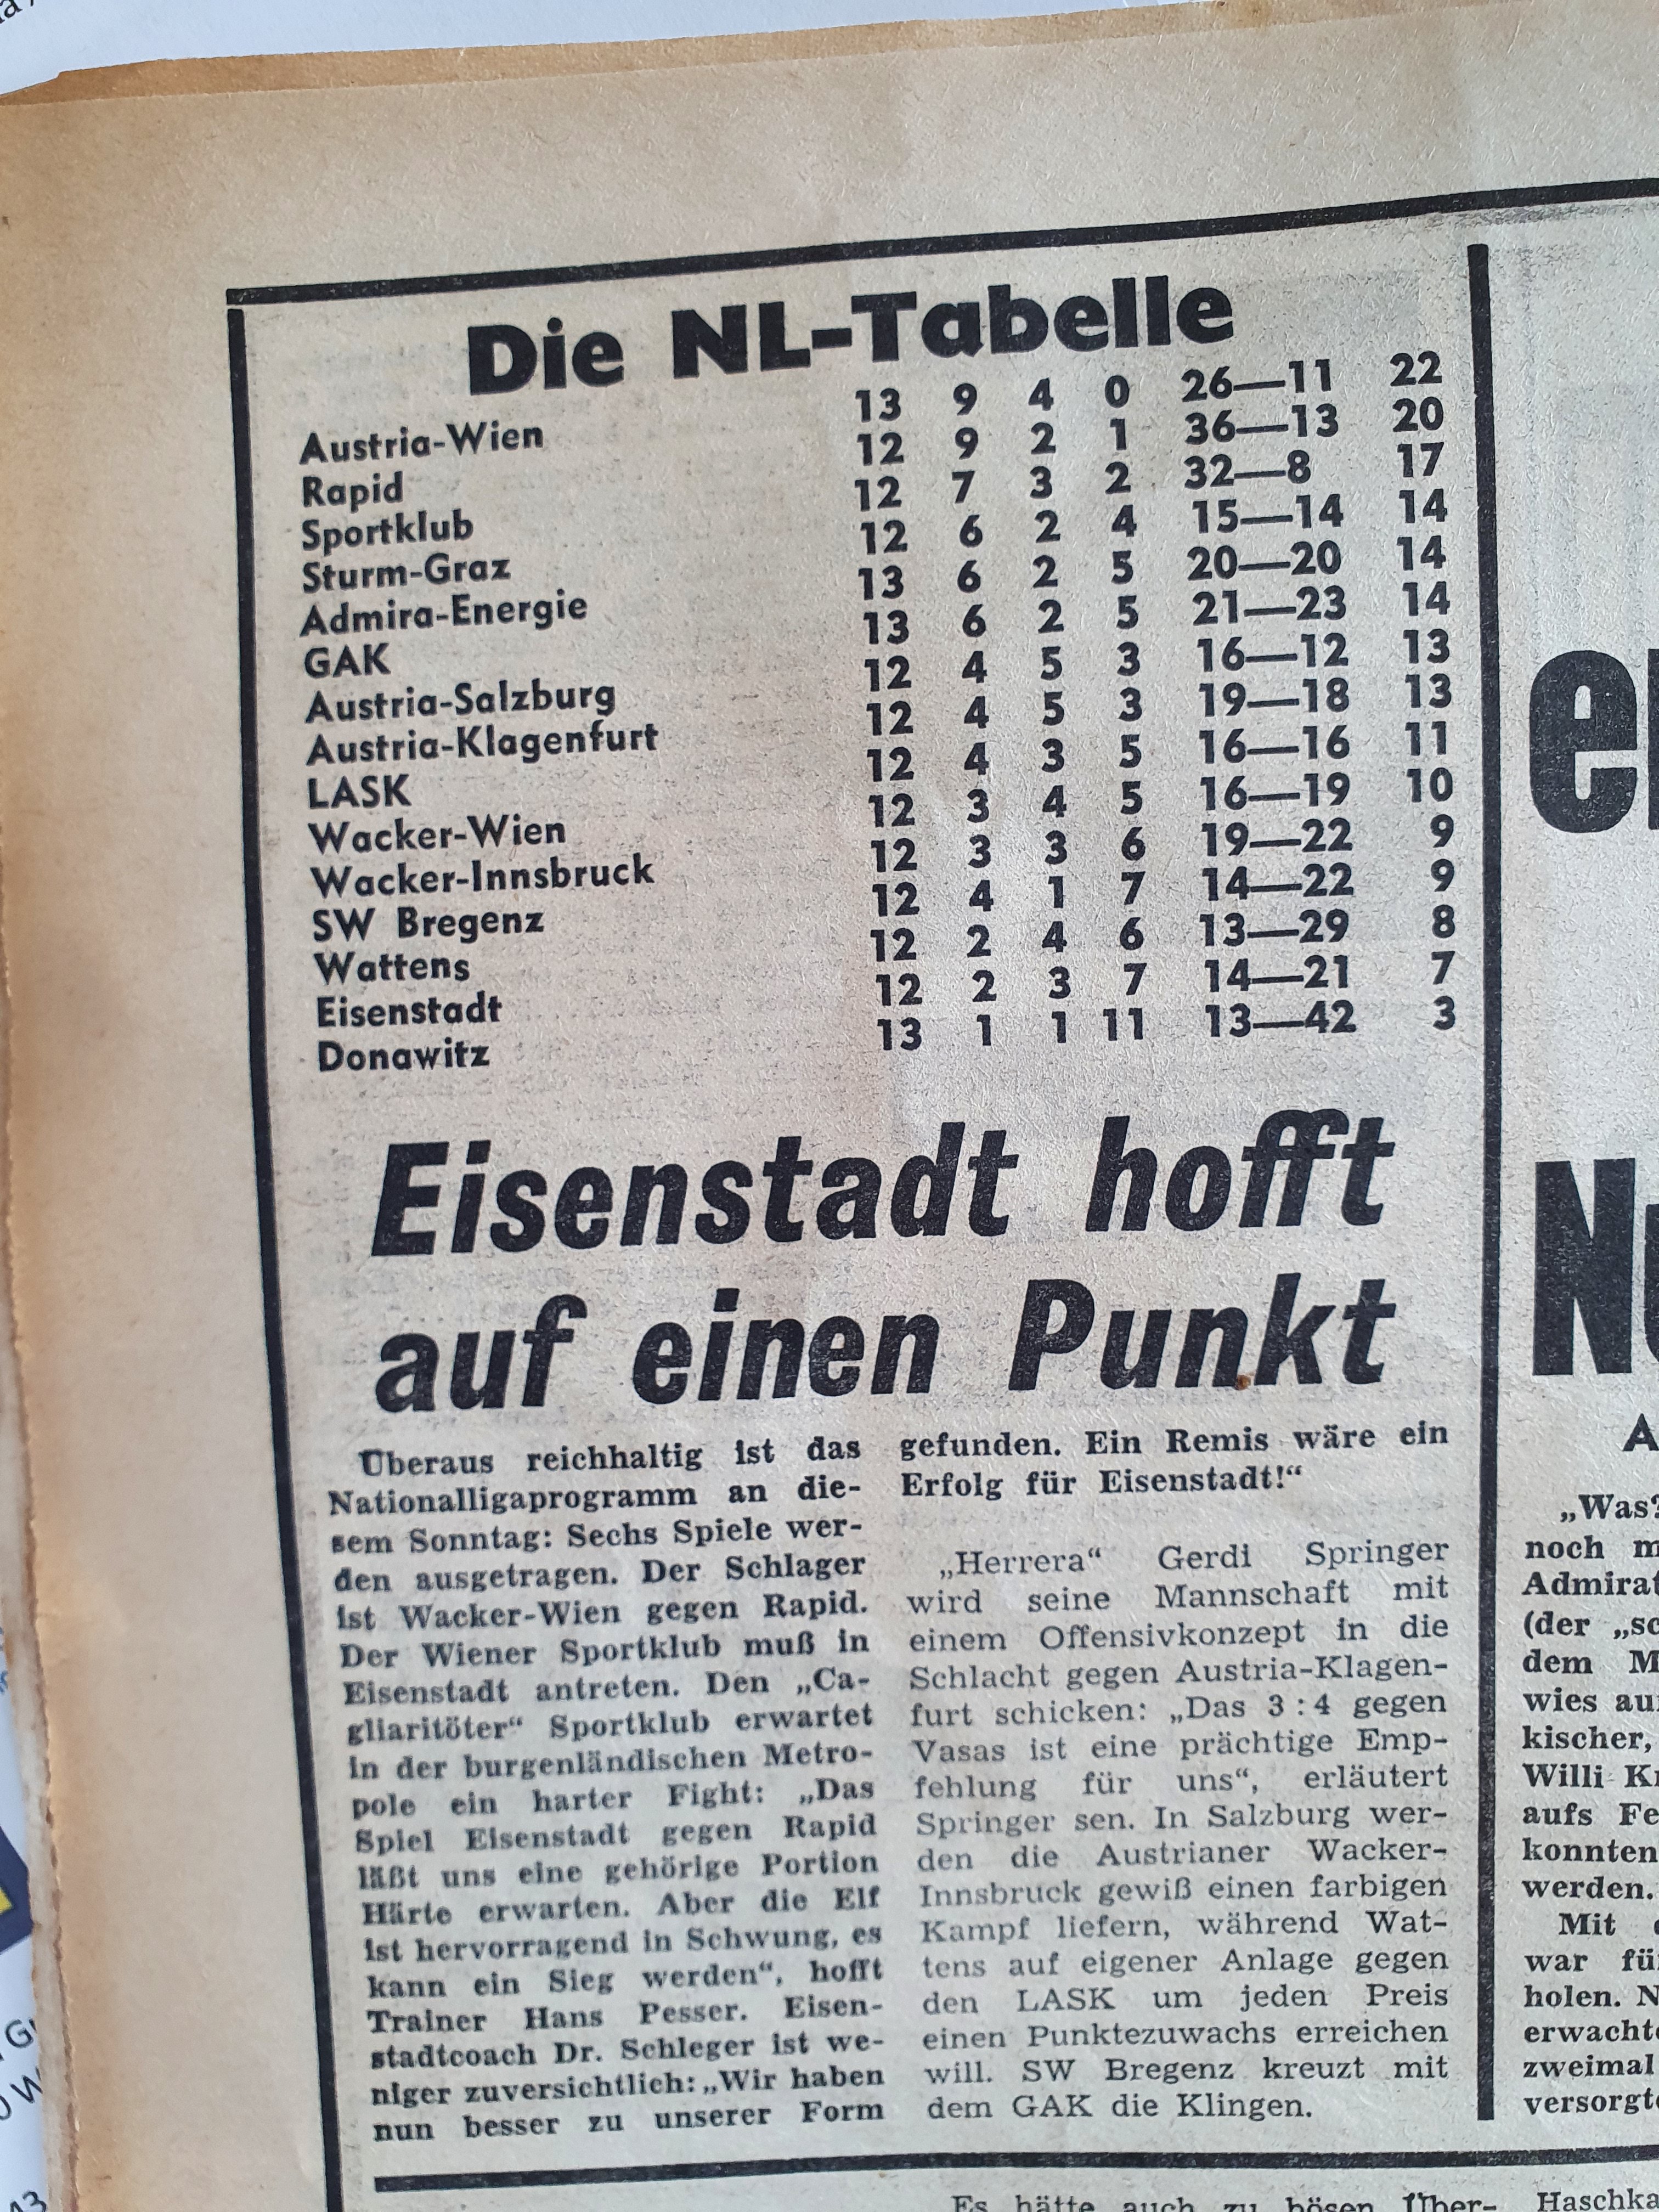 Die NL-Tabelle
Austria-Wien 13 9 4 0 26—11 22
Rapid 12 9 2 1 36—13 20
Sportklub 12 7 3 2 32—8 17
Sturm-Graz 12 6 2 4 15—14 14
Admira-Energie 13 6 2 5 20—20 14
GAK 13 6 2 5 21—23 14
Austria-Salzburg 12 4 5 3 16—12 13
Austria-Klagenfurt 12 4 5 3 19—18 13
LASK 12 4 3 5 16—16 11
Wacker-Wien 12 3 4 5 16—19 10
Wacker-Innsbruck 12 3 3 6 19—22 9
SW Bregenz 12 4 1 7 14—22 9
Wattens 12 2 4 6 13—29 8
Eisenstadt 12 2 3 7 14—21 7
Donawitz 13 1 1 11 13—42 3
Eisenstadt hofft
auf einen Punkt
Überaus reichhaltig ist das
Nationalligaprogramm an die-
sem Sonntag: Sechs Spiele wer-
den ausgetragen. Der Schlager
ist Wacker-Wien gegen Rapid.
Der Wiener Sportklub muß in
Eisenstadt antreten. Den „Ca-
gliaritöter“ Sportklub erwartet
in der burgenländischen Metro-
pole ein harter Fight: „Das
Spiel Eisenstadt gegen Rapid
läßt uns eine gehörige Portion
Härte erwarten. Aber die Elf
ist hervorragend in Schwung, es
kann ein Sieg werden“, hofft
Trainer Hans Pesser. Eisen-
stadtcoach Dr. Schleger ist we-
niger zuversichtlich: „Wir haben
nun besser zu unserer Form
gefunden. Ein Remis wäre ein
Erfolg für Eisenstadt!“
„Herrera“ Gerdi Springer
wird seine Mannschaft mit
einem Offensivkonzept in die
Schlacht gegen Austria-Klagen-
furt schicken: „Das 3 : 4 gegen
Vasas ist eine prächtige Emp-
fehlung für uns“, erläutert
Springer sen. In Salzburg wer-
den die Austrianer Wacker-
Innsbruck gewiß einen farbigen
Kampf liefern, während Wat-
tens auf eigener Anlage gegen
den LASK um jeden Preis
einen Punktezuwachs erreichen
will. SW Bregenz kreuzt mit
dem GAK die Klingen.
„Was?
noch m
Admirat
(der „sc
dem M
wies au
kischer,
Willi Kr
aufs Fe
konnten
werden.
Mit
war fü
holen. N
erwachte
zweimal
versorgte
Es hätte auch zu bösen Über-
Haschka